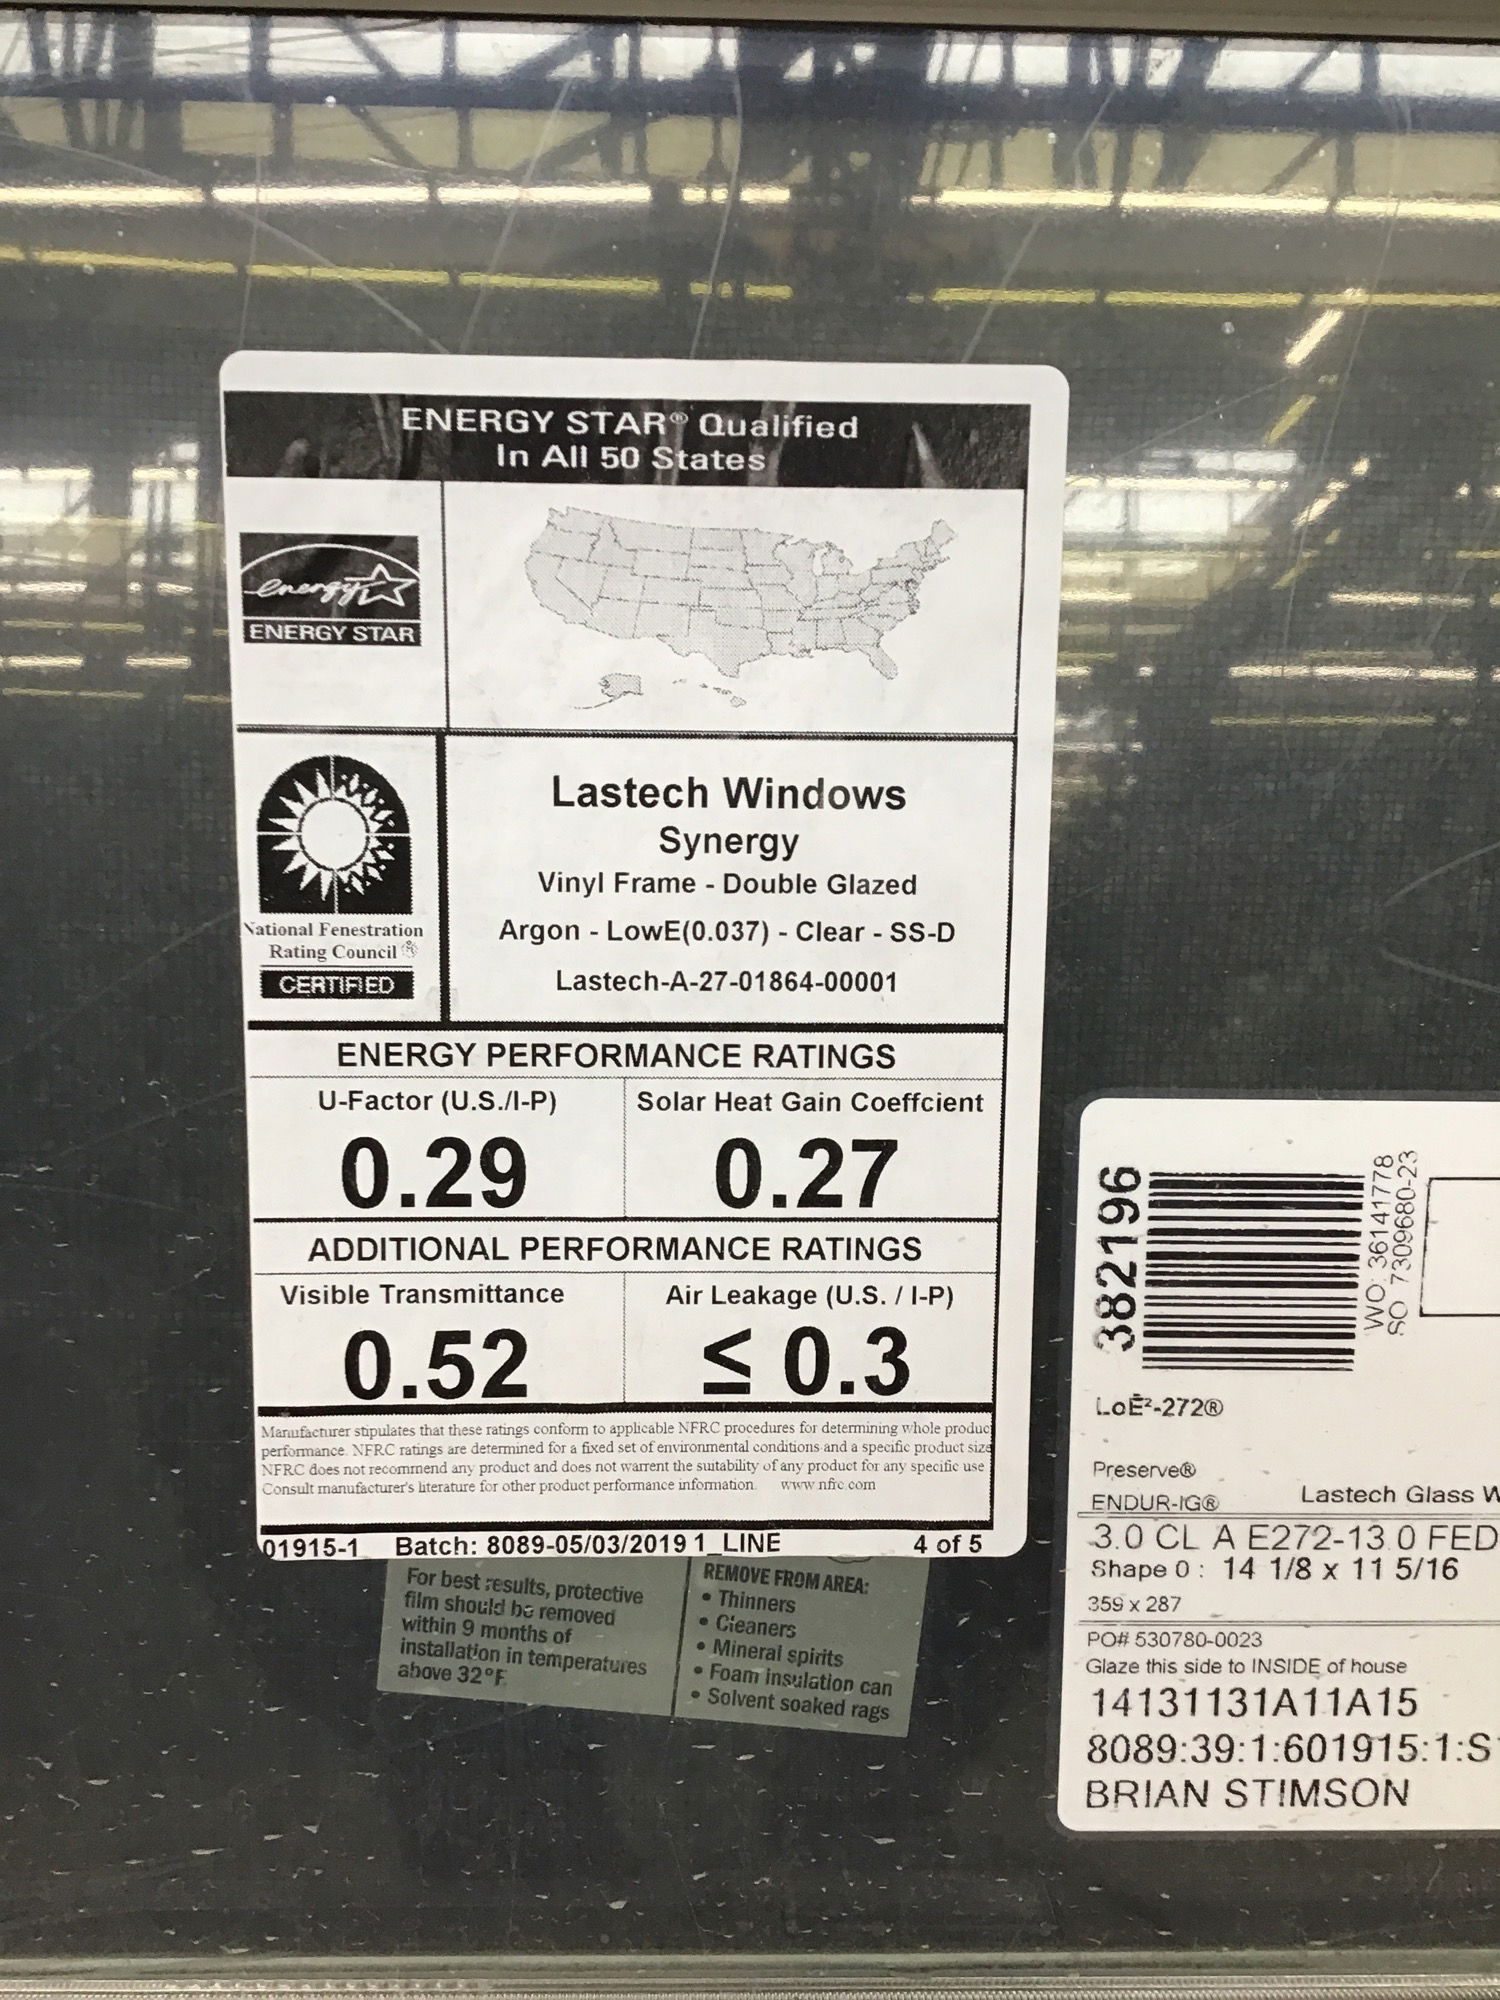 ENERGY STAR® Qualified
In All 50 States
energy
ENERGY STAR
National Fenestration
Rating Council ®
CERTIFIED
Lastech Windows
Synergy
Vinyl Frame - Double Glazed
Argon - LowE(0.037) - Clear - SS-D
Lastech-A-27-01864-00001
ENERGY PERFORMANCE RATINGS
U-Factor (U.S./I-P)
Solar Heat Gain Coeffcient
0.29
0.27
ADDITIONAL PERFORMANCE RATINGS
Visible Transmittance
Air Leakage (U.S. / I-P)
0.52
≤ 0.3
Manufacturer stipulates that these ratings conform to applicable NFRC procedures for determining whole produc
performance. NFRC ratings are determined for a fixed set of environmental conditions and a specific product size
NFRC does not recommend any product and does not warrent the suitability of any product for any specific use
Consult manufacturer's literature for other product performance information. www.nfrc.com
01915-1 Batch: 8089-05/03/2019 1_LINE 4 of 5
For best results, protective
film should be removed
within 9 months of
installation in temperatures
above 32°F
REMOVE FROM AREA:
• Thinners
• Cleaners
• Mineral spirits
• Foam insulation can
• Solvent soaked rags
382196
WO: 36141778
SO 7309680-23
LoĒ²-272®
Preserve®
ENDUR-IG® Lastech Glass W
3.0 CL A E272-13.0 FED
Shape 0 : 14 1/8 x 11 5/16
359 x 287
PO# 530780-0023
Glaze this side to INSIDE of house
14131131A11A15
8089:39:1:601915:1:S
BRIAN STIMSON